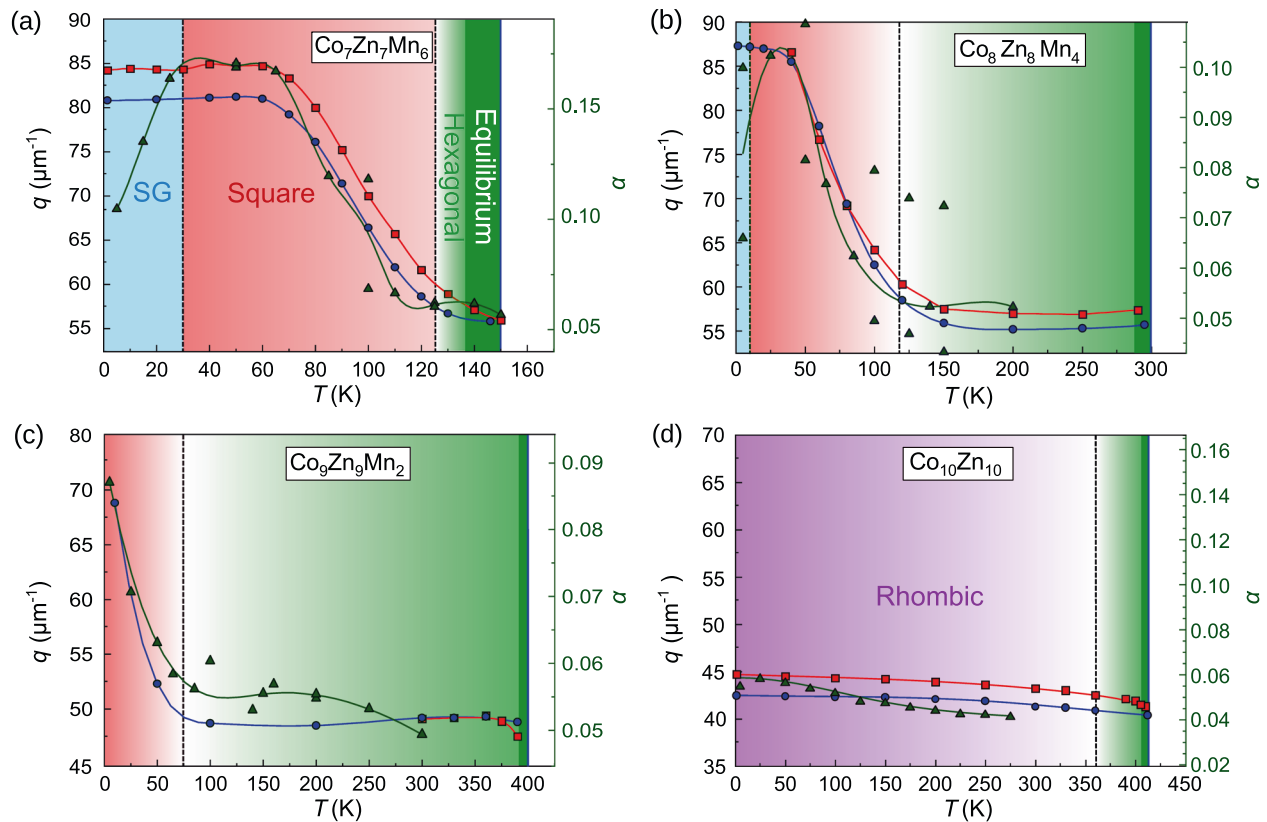 (a)
Co₇Zn₇Mn₆
90
85
80
75
70
65
60
55
q (μm⁻¹)
0.15
0.10
0.05
α
SG
Square
Hexagonal
Equilibrium
0 20 40 60 80 100 120 140 160
T (K)
(b)
Co₈Zn₈Mn₄
90
85
80
75
70
65
60
55
q (μm⁻¹)
0.10
0.09
0.08
0.07
0.06
0.05
α
0 50 100 150 200 250 300
T (K)
(c)
Co₉Zn₉Mn₂
80
75
70
65
60
55
50
45
q (μm⁻¹)
0.09
0.08
0.07
0.06
0.05
α
0 50 100 150 200 250 300 350 400
T (K)
(d)
Co₁₀Zn₁₀
70
65
60
55
50
45
40
35
q (μm⁻¹)
0.16
0.14
0.12
0.10
0.08
0.06
0.04
0.02
α
Rhombic
0 50 100 150 200 250 300 350 400 450
T (K)